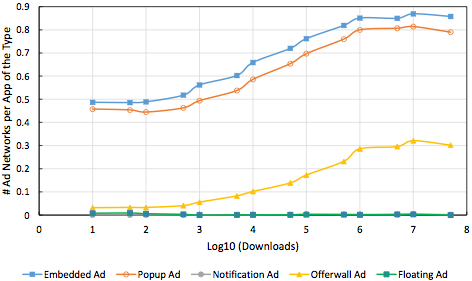 # Ad Networks per App of the Type
0.9
0.8
0.7
0.6
0.5
0.4
0.3
0.2
0.1
0
0 1 2 3 4 5 6 7 8
Log10 (Downloads)
Embedded Ad Popup Ad Notification Ad Offerwall Ad Floating Ad